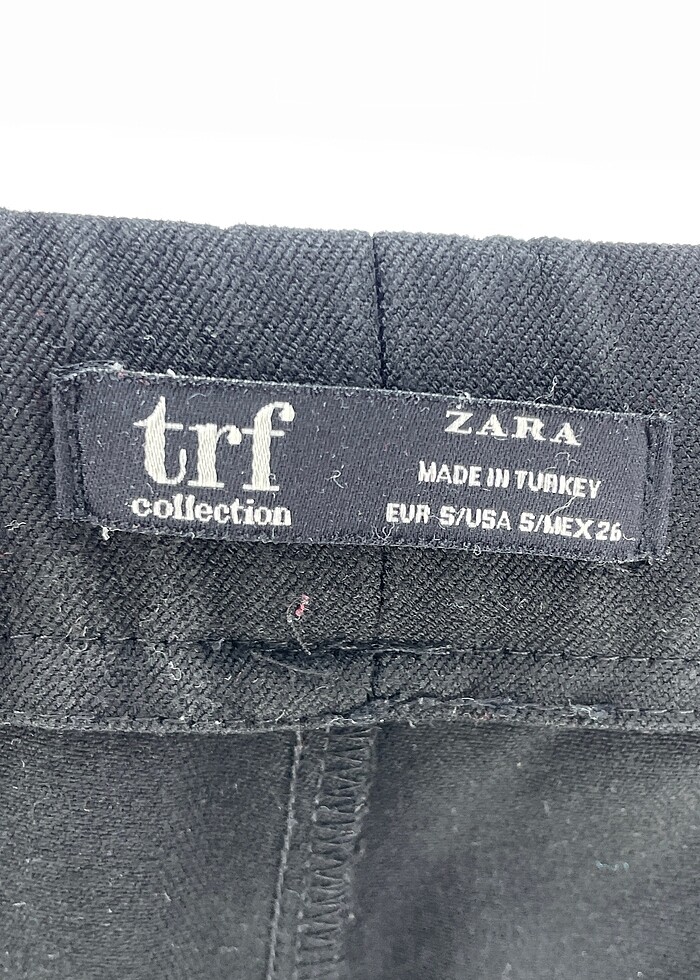 trf
collection
ZARA
MADE IN TURKEY
EUR S/USA S/MEX 26